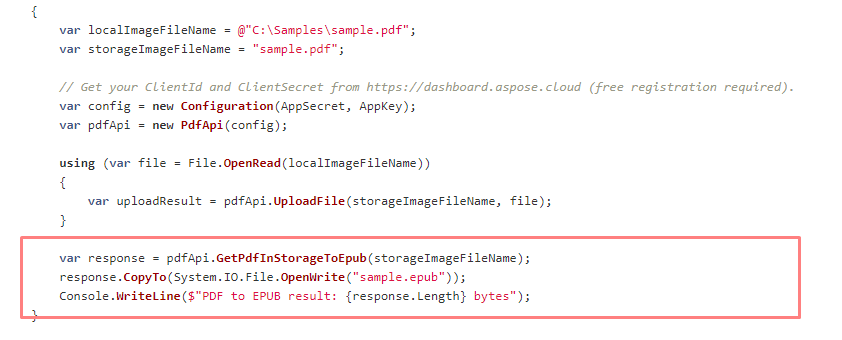 {
var localImageFileName = @"C:\Samples\sample.pdf";
var storageImageFileName = "sample.pdf";
// Get your ClientId and ClientSecret from https://dashboard.aspose.cloud (free registration required).
var config = new Configuration(AppSecret, AppKey);
var pdfApi = new PdfApi(config);
using (var file = File.OpenRead(localImageFileName))
{
var uploadResult = pdfApi.UploadFile(storageImageFileName, file);
}
var response = pdfApi.GetPdfInStorageToEpub(storageImageFileName);
response.CopyTo(System.IO.File.OpenWrite("sample.epub"));
Console.WriteLine($"PDF to EPUB result: {response.Length} bytes");
}